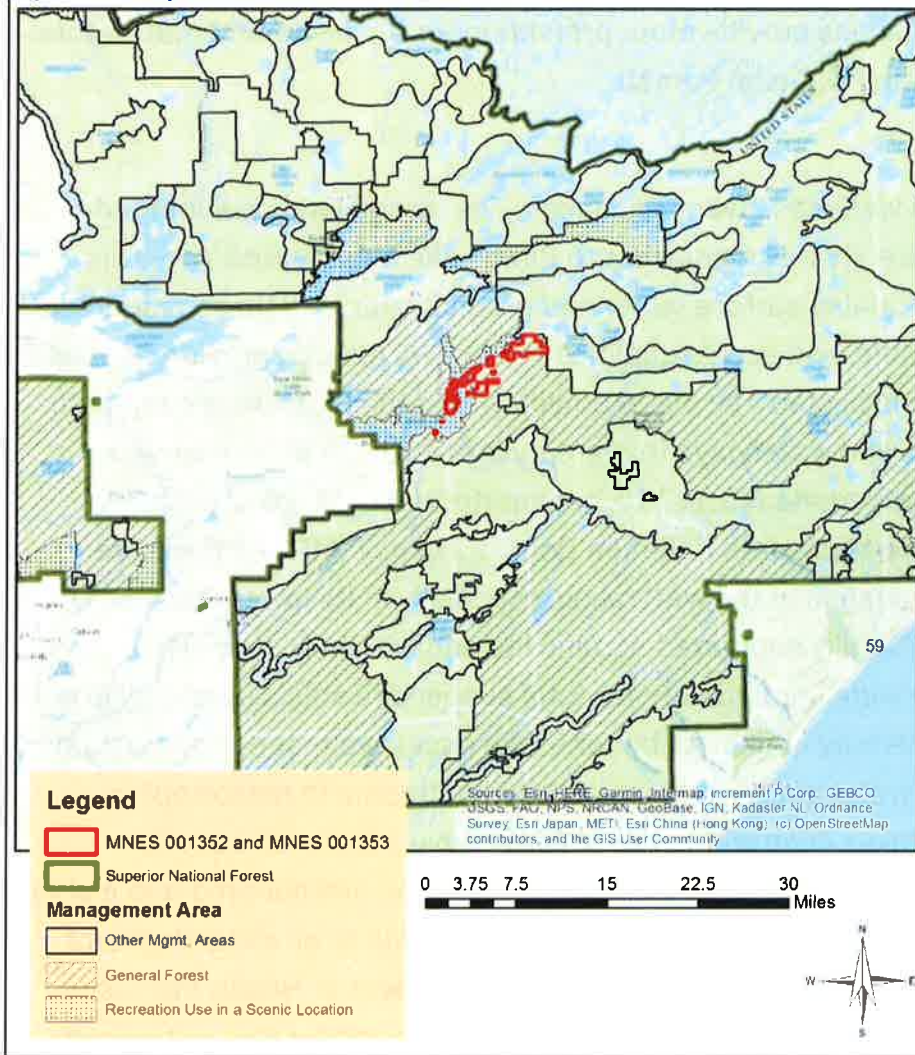 UNITED STATES
59
Legend
MNES 001352 and MNES 001353
Superior National Forest
Management Area
Other Mgmt. Areas
General Forest
Recreation Use in a Scenic Location
Sources: Esri, HERE, Garmin, Intermap, increment P Corp., GEBCO,
USGS, FAO, NPS, NRCAN, GeoBase, IGN, Kadaster NL, Ordnance
Survey, Esri Japan, METI, Esri China (Hong Kong), (c) OpenStreetMap
contributors, and the GIS User Community
0 3.75 7.5 15 22.5 30
Miles
N
W E
S